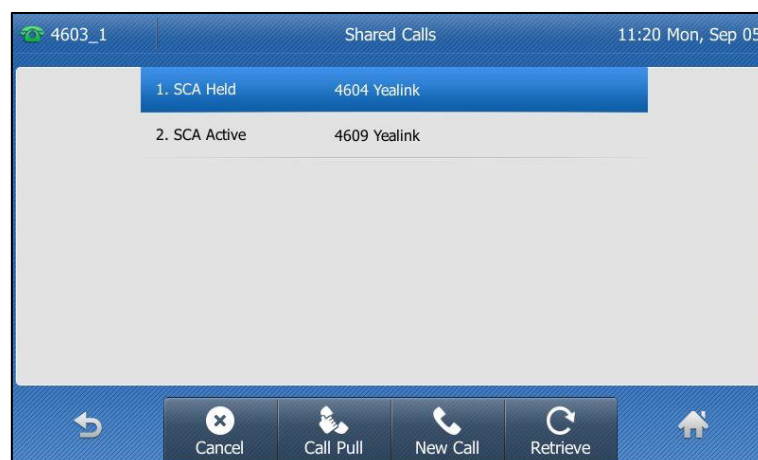 4603_1 Shared Calls 11:20 Mon, Sep 05
1. SCA Held 4604 Yealink
2. SCA Active 4609 Yealink
Cancel Call Pull New Call Retrieve